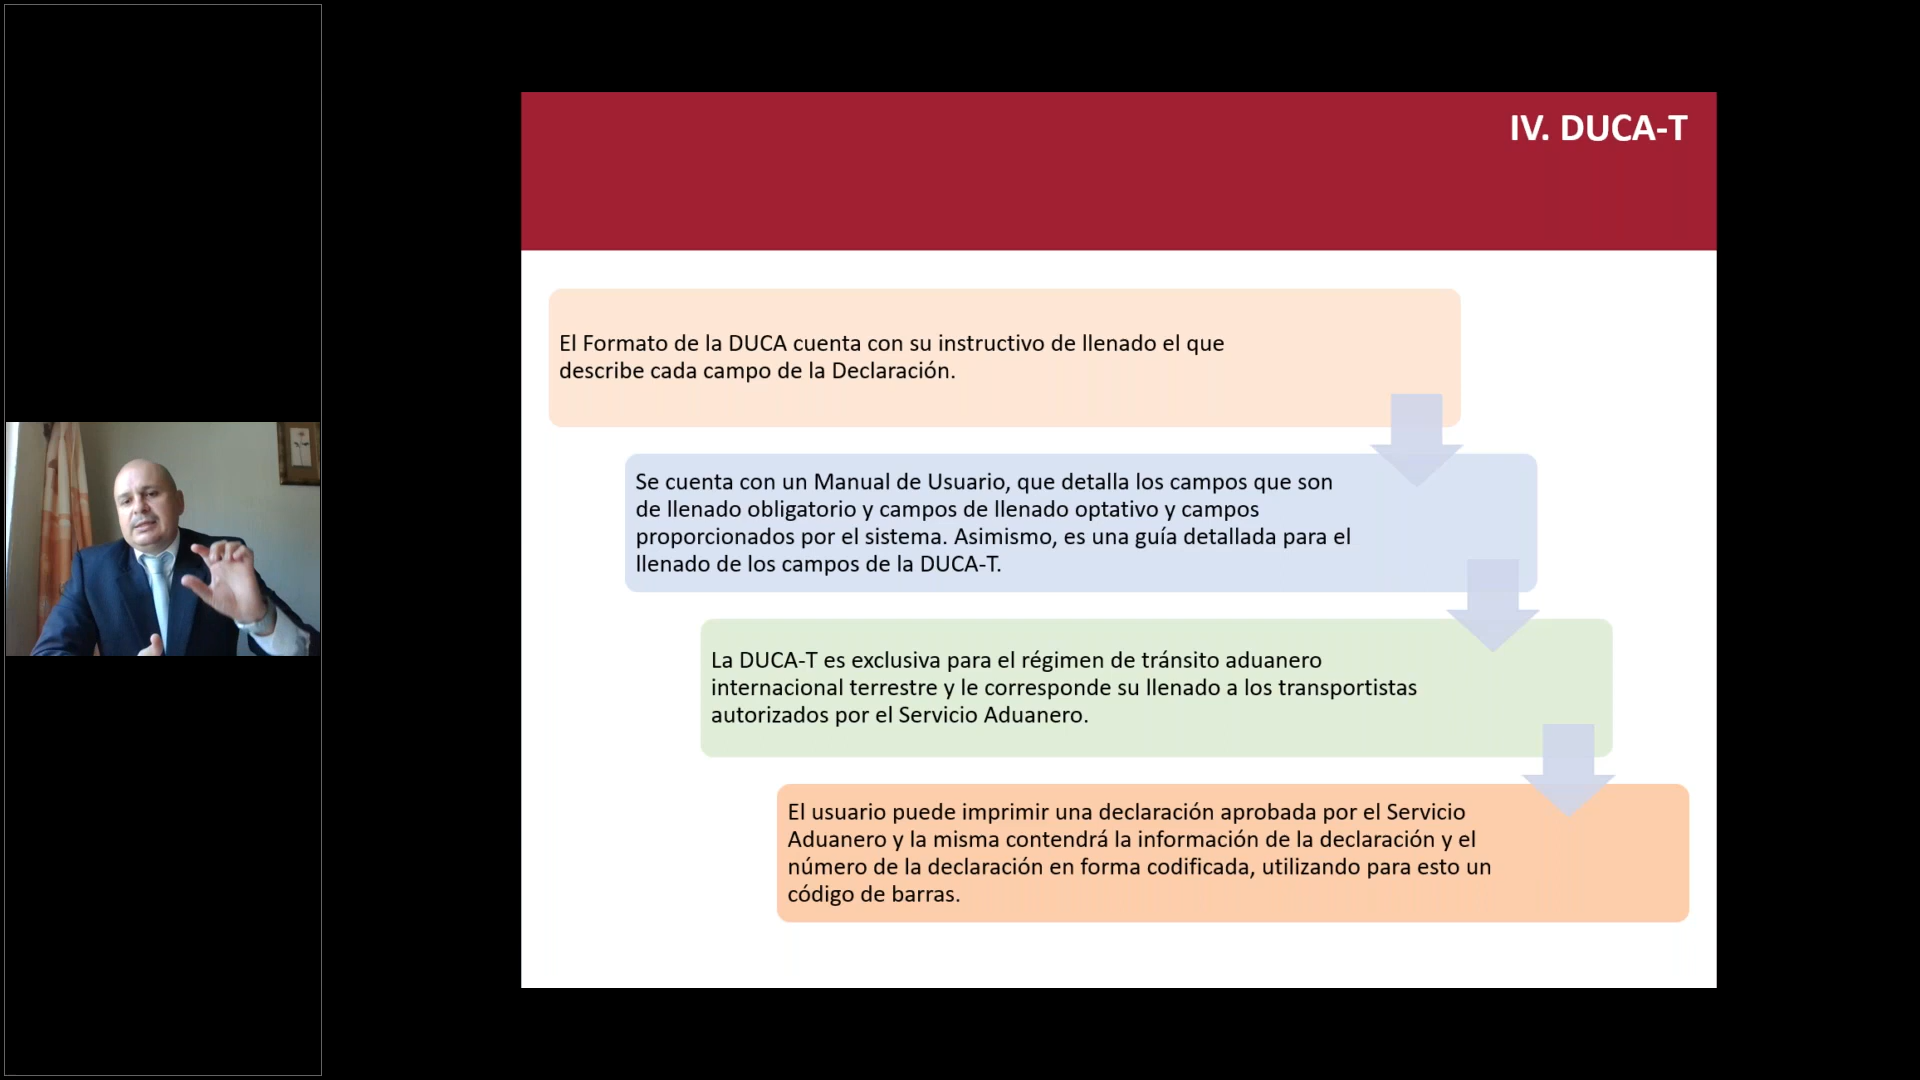 IV. DUCA-T
El Formato de la DUCA cuenta con su instructivo de llenado el que
describe cada campo de la Declaración.
Se cuenta con un Manual de Usuario, que detalla los campos que son
de llenado obligatorio y campos de llenado optativo y campos
proporcionados por el sistema. Asimismo, es una guía detallada para el
llenado de los campos de la DUCA-T.
La DUCA-T es exclusiva para el régimen de tránsito aduanero
internacional terrestre y le corresponde su llenado a los transportistas
autorizados por el Servicio Aduanero.
El usuario puede imprimir una declaración aprobada por el Servicio
Aduanero y la misma contendrá la información de la declaración y el
número de la declaración en forma codificada, utilizando para esto un
código de barras.